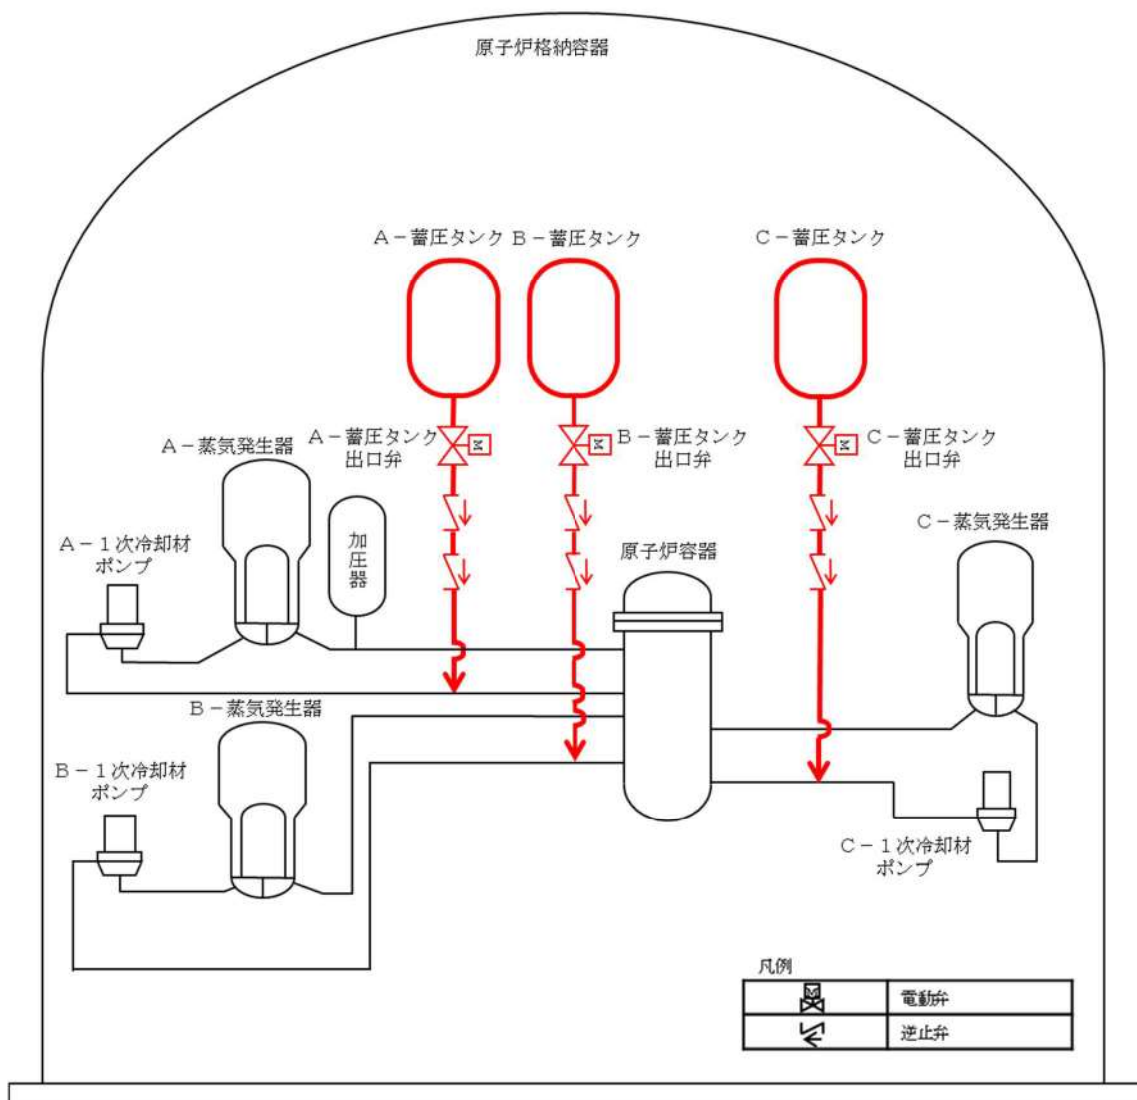 原子炉格納容器
A-蓄圧タンク
B-蓄圧タンク
C-蓄圧タンク
A-蓄圧タンク
出口弁
B-蓄圧タンク
出口弁
C-蓄圧タンク
出口弁
M
M
M
A-蒸気発生器
A-1次冷却材
ポンプ
加圧器
原子炉容器
C-蒸気発生器
B-蒸気発生器
B-1次冷却材
ポンプ
C-1次冷却材
ポンプ
凡例
M
電動弁
逆止弁